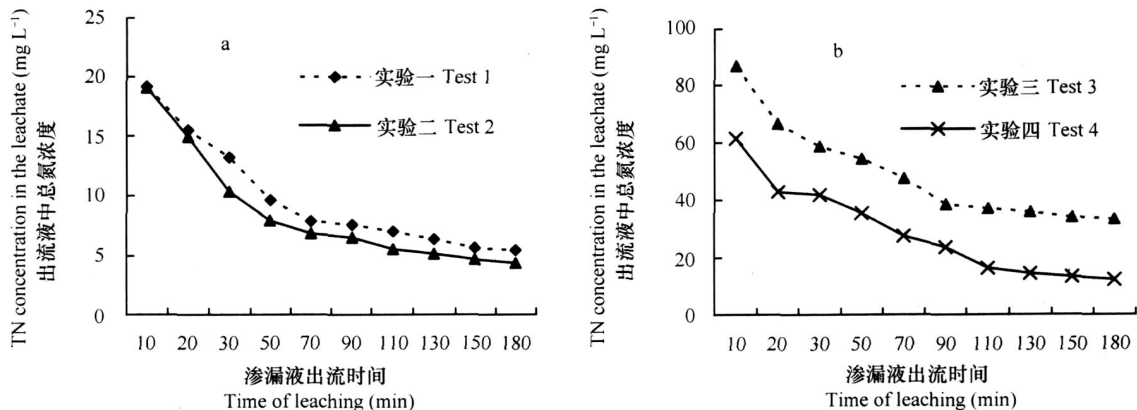 TN concentration in the leachate (mg L⁻¹)
出流液中总氮浓度
25
20
15
10
5
0
a
实验一 Test 1
实验二 Test 2
10 20 30 50 70 90 110 130 150 180
渗漏液出流时间
Time of leaching (min)
TN concentration in the leachate (mg L⁻¹)
出流液中总氮浓度
100
80
60
40
20
0
b
实验三 Test 3
实验四 Test 4
10 20 30 50 70 90 110 130 150 180
渗漏液出流时间
Time of leaching (min)